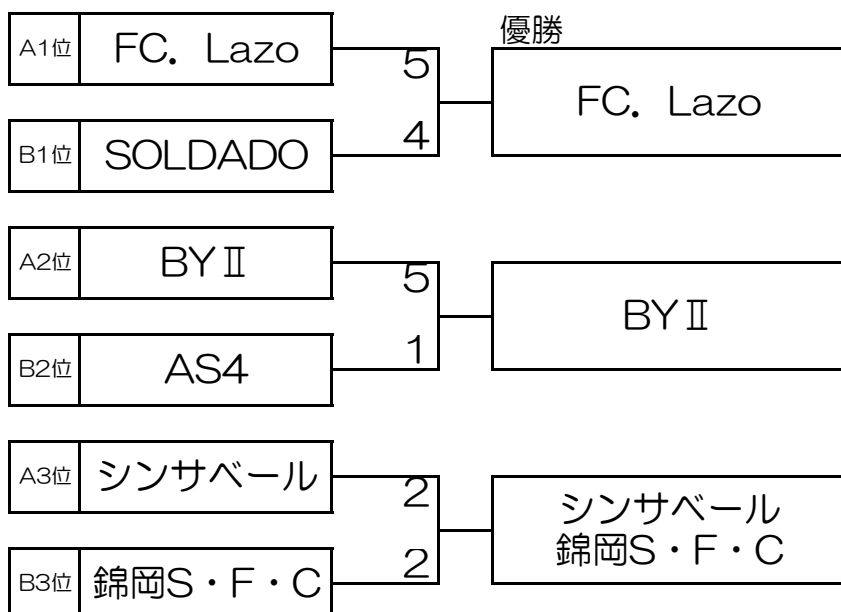 優勝
A1位 FC．Lazo 5
FC．Lazo
B1位 SOLDADO 4
A2位 BYⅡ 5
BYⅡ
B2位 AS4 1
A3位 シンサベール 2
シンサベール
錦岡S・F・C
B3位 錦岡S・F・C 2